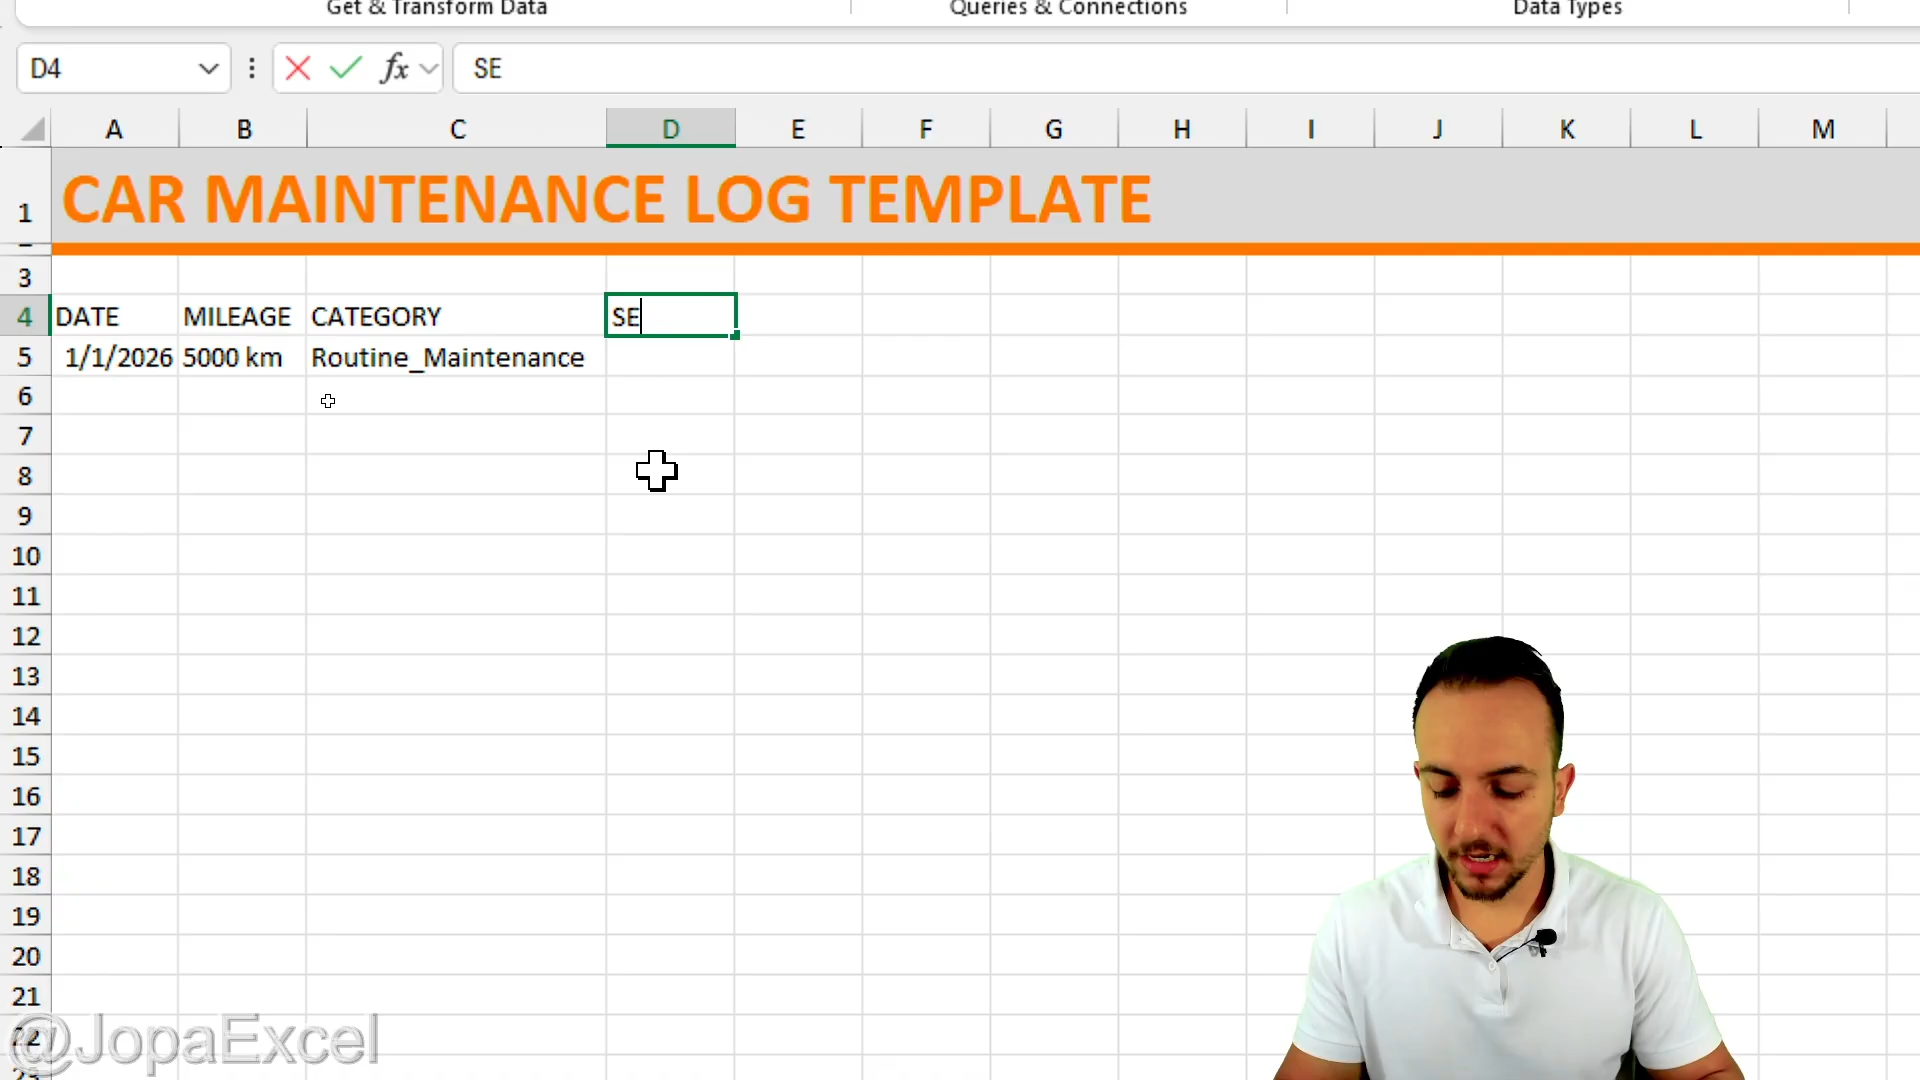 Get & Transform Data Queries & Connections Data Types
D4 fx SE
A B C D E F G H I J K L M
1 CAR MAINTENANCE LOG TEMPLATE
3
4 DATE MILEAGE CATEGORY SE
5 1/1/2026 5000 km Routine_Maintenance
6
7
8
9
10
11
12
13
14
15
16
17
18
19
20
21
22
@JopaExcel
23